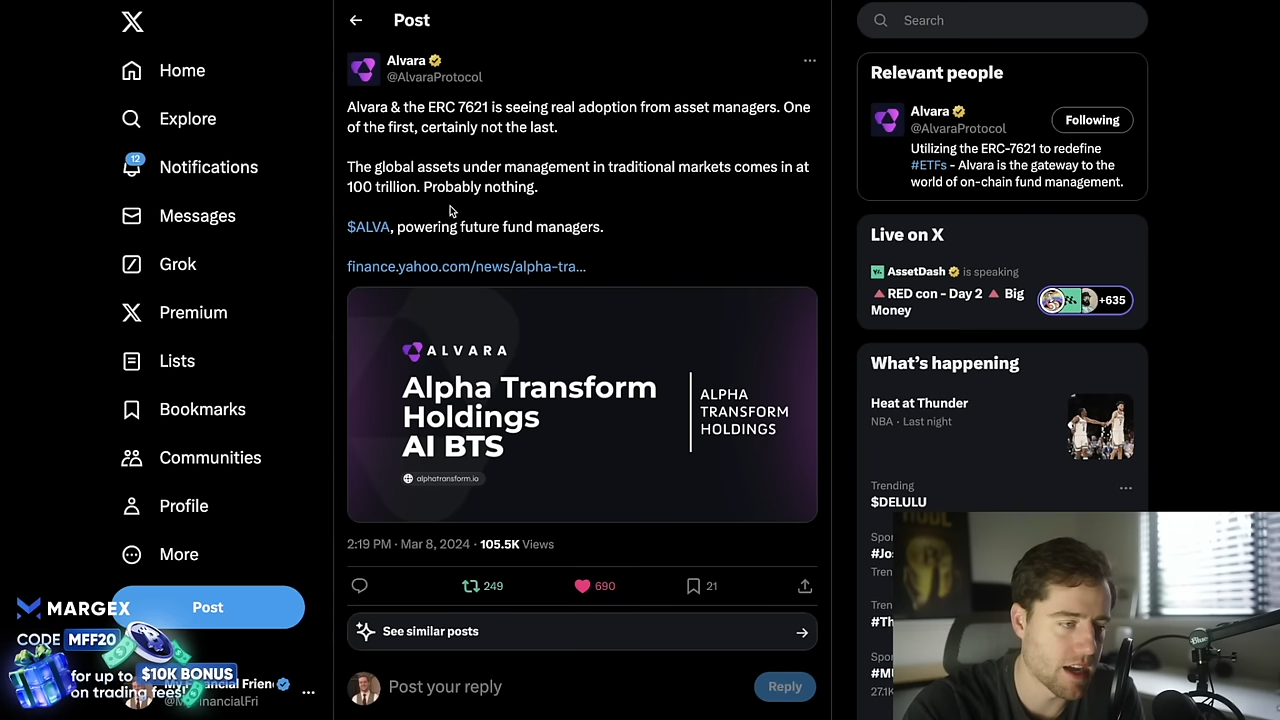 Post
Search
Home
Explore
12
Notifications
Messages
Grok
Premium
Lists
Bookmarks
Communities
Profile
More
Post
MARGEX
CODE MFF20
$10K BONUS
for up to
on trading fees!
Alvara
@AlvaraProtocol
Alvara & the ERC 7621 is seeing real adoption from asset managers. One
of the first, certainly not the last.
The global assets under management in traditional markets comes in at
100 trillion. Probably nothing.
$ALVA, powering future fund managers.
finance.yahoo.com/news/alpha-tra...
ALVARA
Alpha Transform
Holdings
AI BTS
alphatransform.io
ALPHA
TRANSFORM
HOLDINGS
2:19 PM · Mar 8, 2024 · 105.5K Views
249
690
21
See similar posts
Post your reply
Reply
Relevant people
Alvara
@AlvaraProtocol
Following
Utilizing the ERC-7621 to redefine
#ETFs - Alvara is the gateway to the
world of on-chain fund management.
Live on X
AssetDash is speaking
RED con - Day 2 Big
Money
+635
What's happening
Heat at Thunder
NBA · Last night
Trending
$DELULU
27.1K